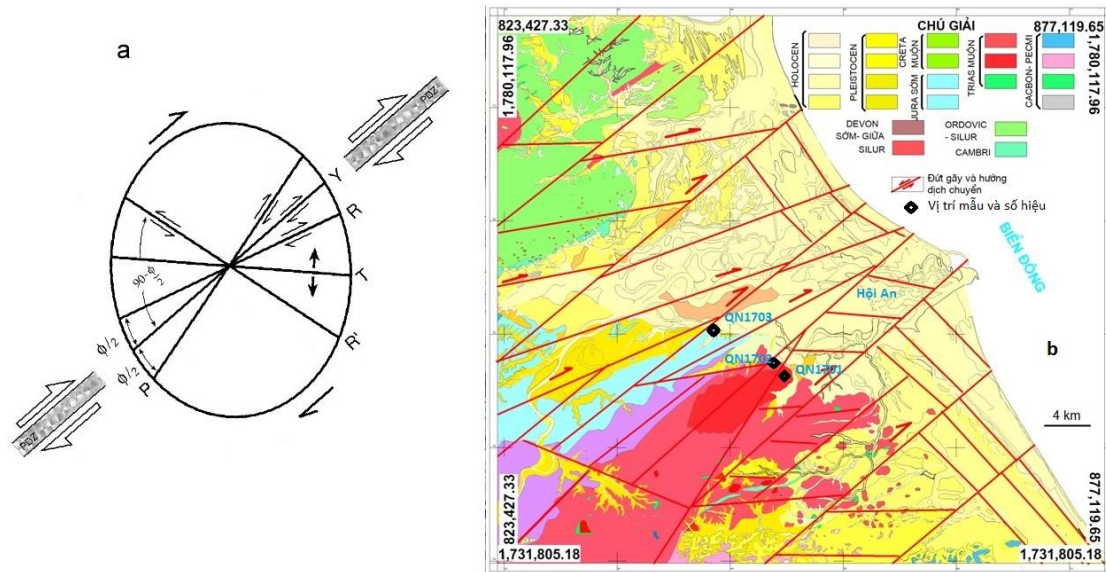 a
PDZ
Y
R
T
R'
P
90-ϕ/2
ϕ/2
ϕ/2
PDZ
823,427.33
1,780,117.96
CHÚ GIẢI
877,119.65
1,780,117.96
HOLOCEN
PLEISTOCEN
CRETA MUỘN
JURA SỚM
TRIAS MUỘN
CACBON- PECMI
DEVON SỚM- GIỮA
SILUR
ORDOVIC - SILUR
CAMBRI
Đứt gãy và hướng
dịch chuyển
Vị trí mẫu và số hiệu
BIỂN ĐÔNG
Hội An
QN1703
QN1702
QN1701
b
4 km
823,427.33
1,731,805.18
877,119.65
1,731,805.18